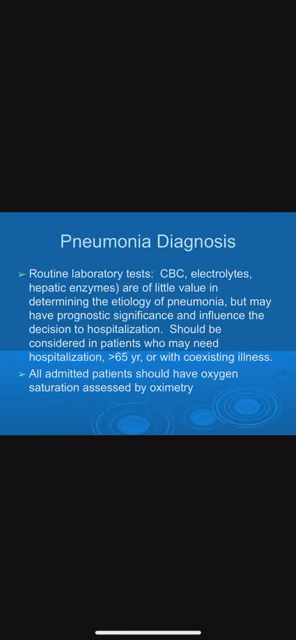 Pneumonia Diagnosis
➢ Routine laboratory tests: CBC, electrolytes,
hepatic enzymes) are of little value in
determining the etiology of pneumonia, but may
have prognostic significance and influence the
decision to hospitalization. Should be
considered in patients who may need
hospitalization, >65 yr, or with coexisting illness.
➢ All admitted patients should have oxygen
saturation assessed by oximetry